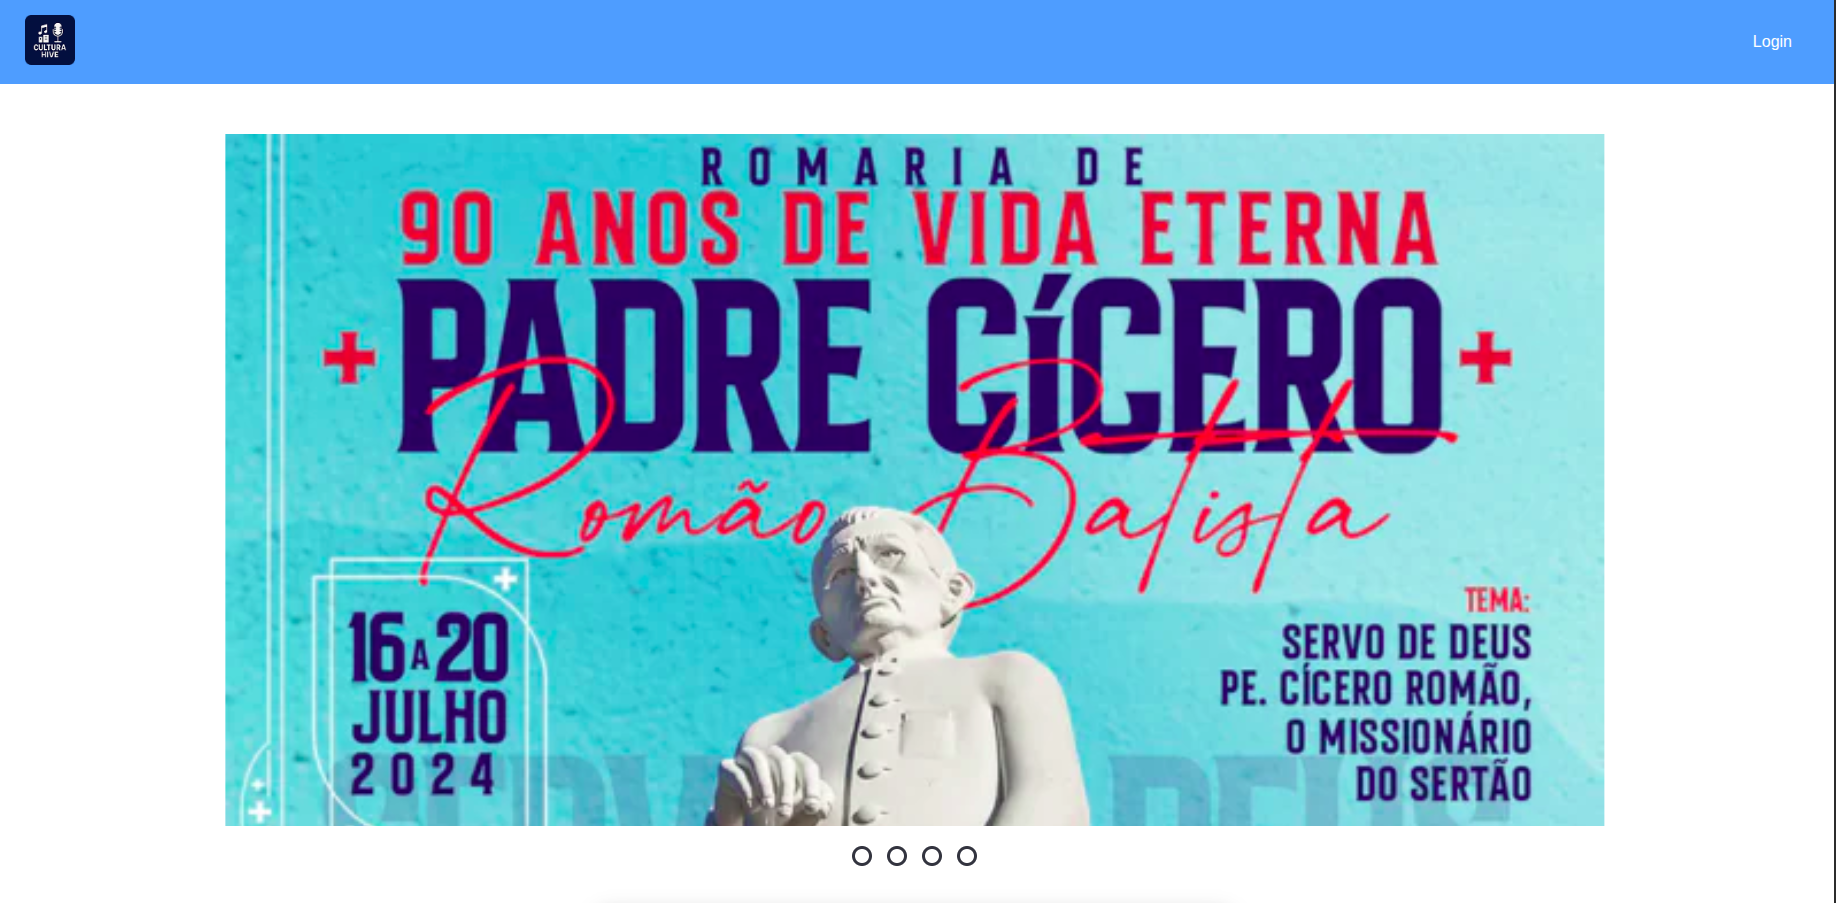 CULTURA
HIVE
Login
ROMARIA DE
90 ANOS DE VIDA ETERNA
PADRE CÍCERO
Romão Batista
16 A 20
JULHO
2024
TEMA:
SERVO DE DEUS
PE. CÍCERO ROMÃO,
O MISSIONÁRIO
DO SERTÃO